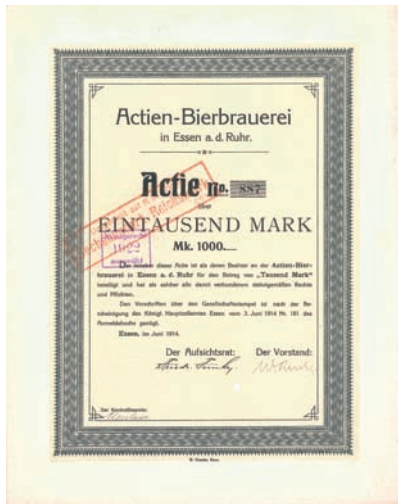 Actien-Bierbrauerei
in Essen a. d. Ruhr.
Actie No. 887
über
EINTAUSEND MARK
Mk. 1000.
Der Inhaber dieser Actie ist als deren Besitzer an der Actien-Bier-
brauerei in Essen a. d. Ruhr für den Betrag von „Tausend Mark“
beteiligt und hat als solcher alle damit verbundenen statutgemäßen Rechte
und Pflichten.
Den Vorschriften über den Gesellschaftsstempel ist nach der Be-
scheinigung des Königl. Hauptzollamtes Essen vom 3. Juni 1914 Nr. 181 des
Anmeldebuchs genügt.
Essen, im Juni 1914.
Der Aufsichtsrat: Der Vorstand:
Der Kontrollbeamte: